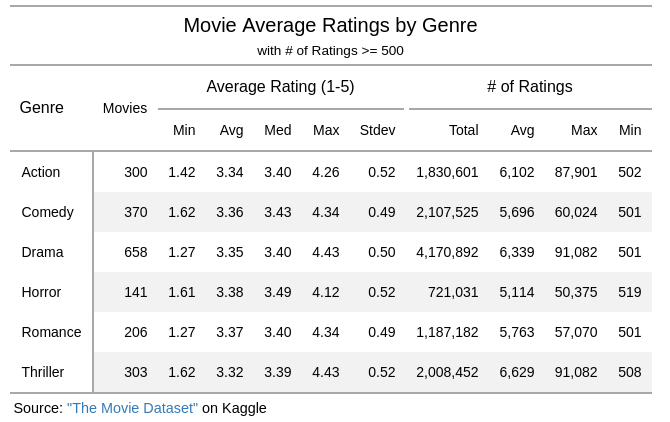 Movie Average Ratings by Genre
with # of Ratings >= 500
Genre Movies Average Rating (1-5) # of Ratings
Min Avg Med Max Stdev Total Avg Max Min
Action 300 1.42 3.34 3.40 4.26 0.52 1,830,601 6,102 87,901 502
Comedy 370 1.62 3.36 3.43 4.34 0.49 2,107,525 5,696 60,024 501
Drama 658 1.27 3.35 3.40 4.43 0.50 4,170,892 6,339 91,082 501
Horror 141 1.61 3.38 3.49 4.12 0.52 721,031 5,114 50,375 519
Romance 206 1.27 3.37 3.40 4.34 0.49 1,187,182 5,763 57,070 501
Thriller 303 1.62 3.32 3.39 4.43 0.52 2,008,452 6,629 91,082 508
Source: "The Movie Dataset" on Kaggle